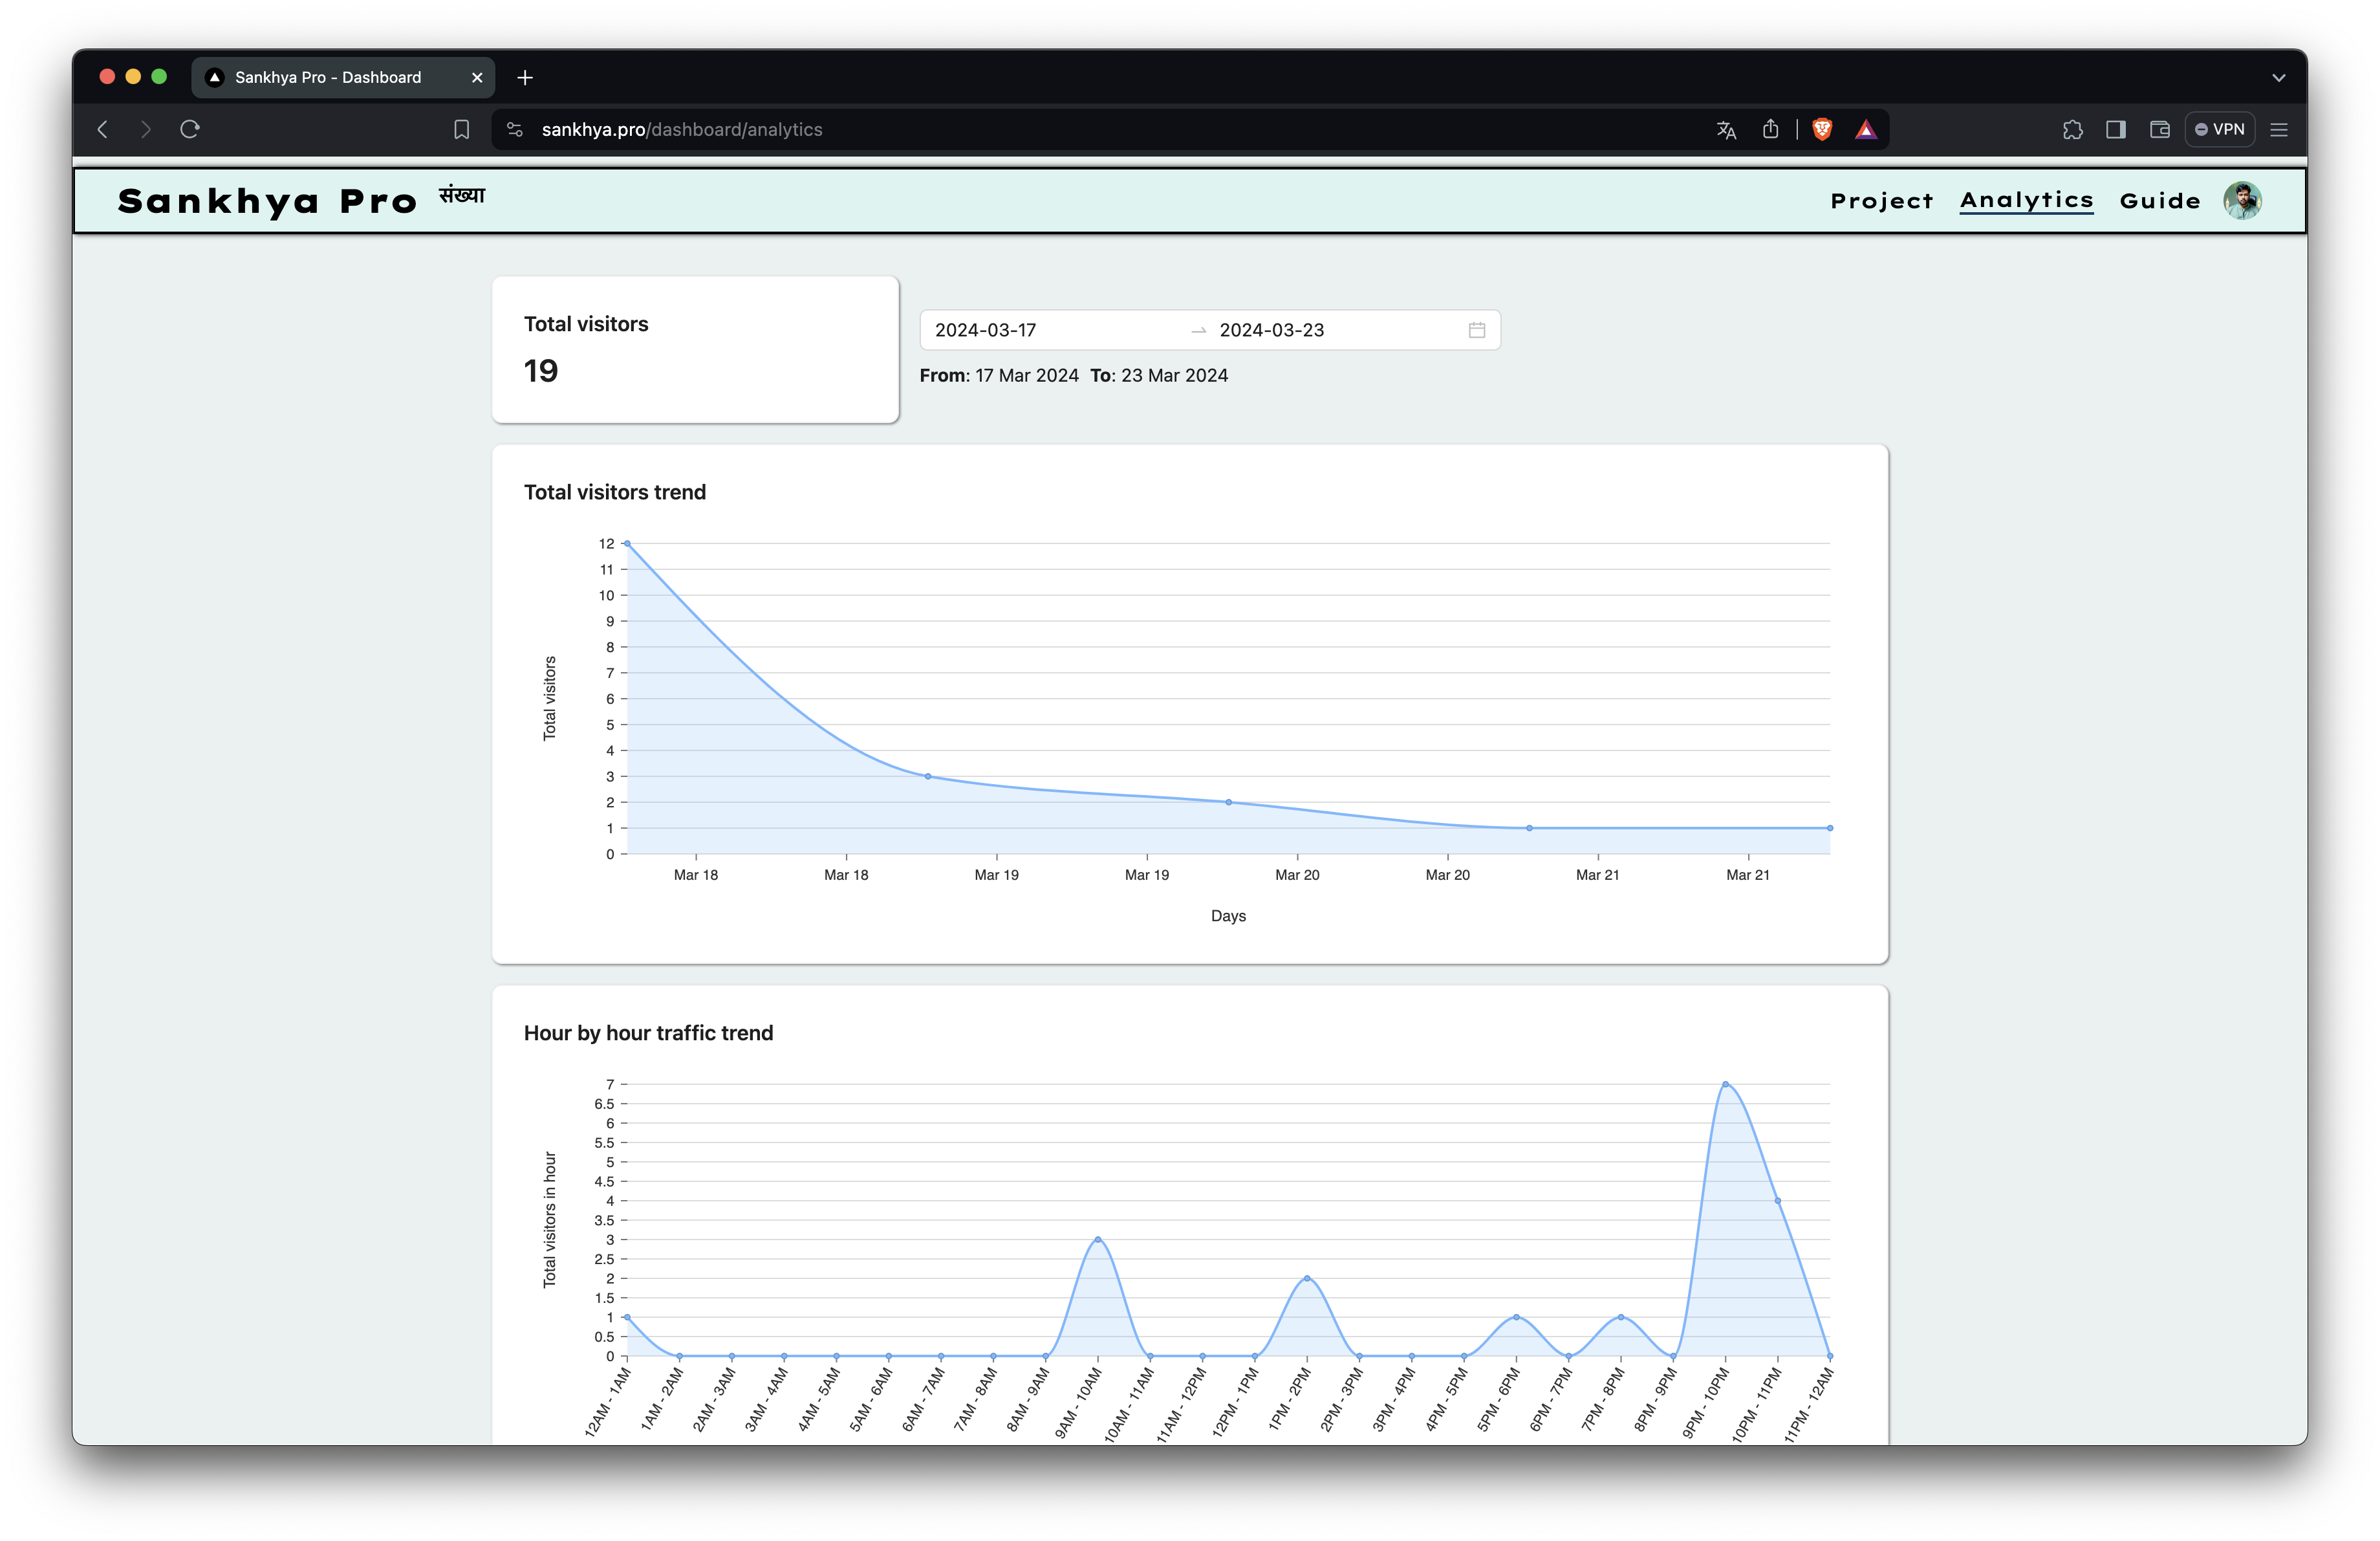 Sankhya Pro - Dashboard
sankhya.pro/dashboard/analytics
VPN
Sankhya Pro संख्या
Project Analytics Guide
Total visitors
19
2024-03-17 → 2024-03-23
From: 17 Mar 2024 To: 23 Mar 2024
Total visitors trend
12
11
10
9
8
7
6
5
4
3
2
1
0
Total visitors
Mar 18 Mar 18 Mar 19 Mar 19 Mar 20 Mar 20 Mar 21 Mar 21
Days
Hour by hour traffic trend
7
6.5
6
5.5
5
4.5
4
3.5
3
2.5
2
1.5
1
0.5
0
Total visitors in hour
12AM - 1AM
1AM - 2AM
2AM - 3AM
3AM - 4AM
4AM - 5AM
5AM - 6AM
6AM - 7AM
7AM - 8AM
8AM - 9AM
9AM - 10AM
10AM - 11AM
11AM - 12PM
12PM - 1PM
1PM - 2PM
2PM - 3PM
3PM - 4PM
4PM - 5PM
5PM - 6PM
6PM - 7PM
7PM - 8PM
8PM - 9PM
9PM - 10PM
10PM - 11PM
11PM - 12AM